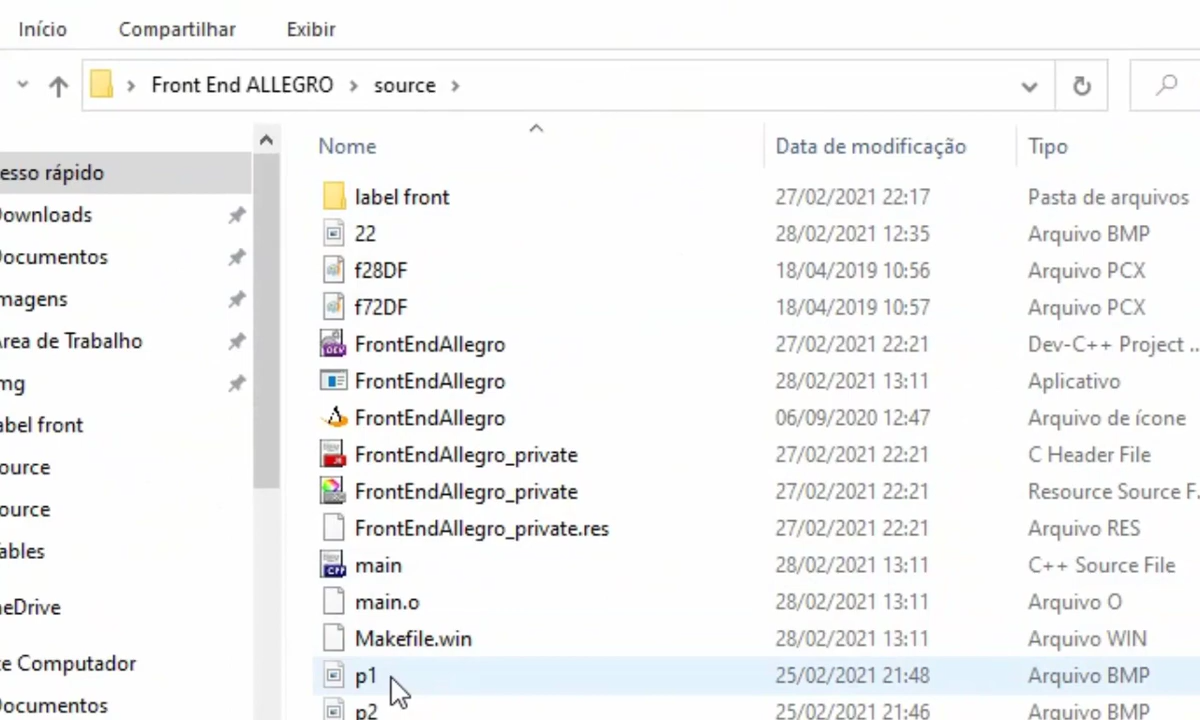 Início Compartilhar Exibir
Front End ALLEGRO source
Nome Data de modificação Tipo
esso rápido
Downloads
Documentos
magens
Área de Trabalho
mg
abel front
ource
ource
ables
neDrive
te Computador
Documentos
label front 27/02/2021 22:17 Pasta de arquivos
22 28/02/2021 12:35 Arquivo BMP
f28DF 18/04/2019 10:56 Arquivo PCX
f72DF 18/04/2019 10:57 Arquivo PCX
FrontEndAllegro 27/02/2021 22:21 Dev-C++ Project ...
FrontEndAllegro 28/02/2021 13:11 Aplicativo
FrontEndAllegro 06/09/2020 12:47 Arquivo de ícone
FrontEndAllegro_private 27/02/2021 22:21 C Header File
FrontEndAllegro_private 27/02/2021 22:21 Resource Source F...
FrontEndAllegro_private.res 27/02/2021 22:21 Arquivo RES
main 28/02/2021 13:11 C++ Source File
main.o 28/02/2021 13:11 Arquivo O
Makefile.win 28/02/2021 13:11 Arquivo WIN
p1 25/02/2021 21:48 Arquivo BMP
p2 25/02/2021 21:46 Arquivo BMP